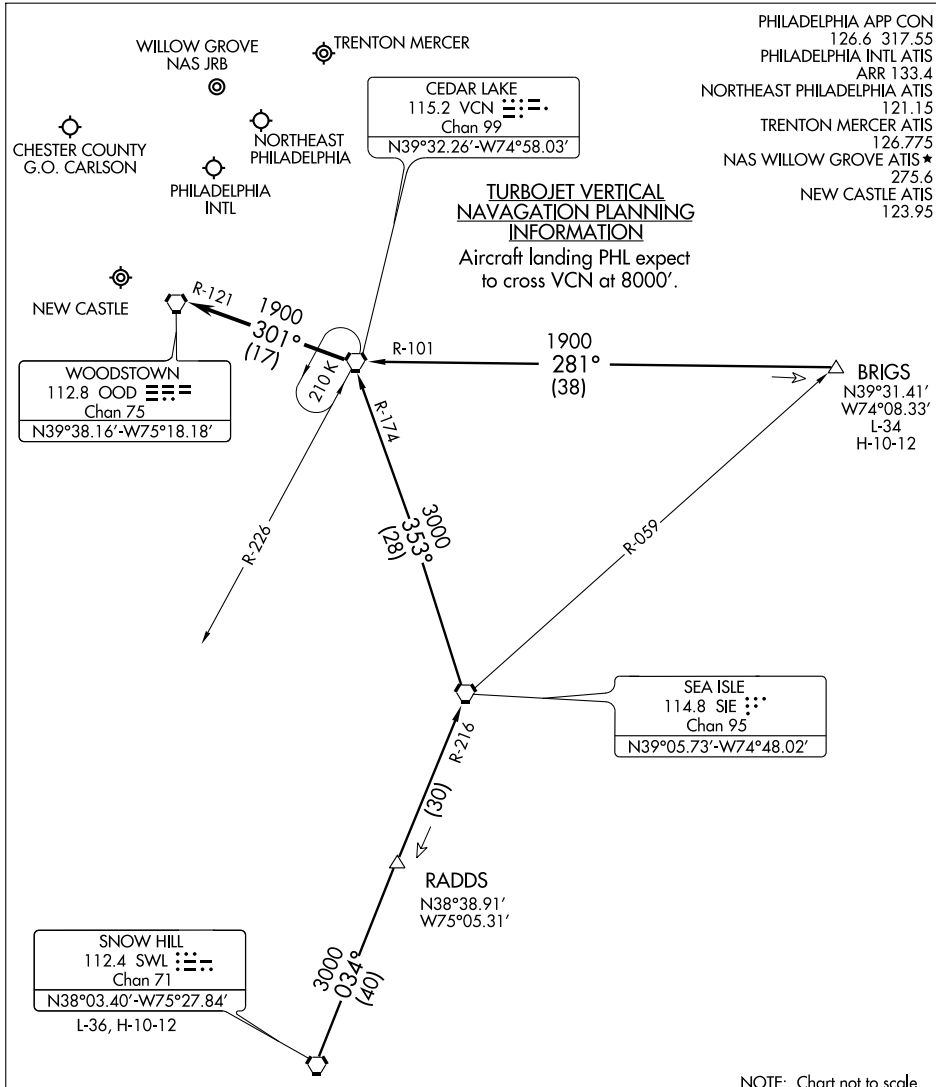 PHILADELPHIA APP CON
126.6 317.55
PHILADELPHIA INTL ATIS
ARR 133.4
NORTHEAST PHILADELPHIA ATIS
121.15
TRENTON MERCER ATIS
126.775
NAS WILLOW GROVE ATIS ★
275.6
NEW CASTLE ATIS
123.95
WILLOW GROVE
NAS JRB
TRENTON MERCER
CHESTER COUNTY
G.O. CARLSON
NORTHEAST
PHILADELPHIA
PHILADELPHIA
INTL
NEW CASTLE
CEDAR LAKE
115.2 VCN
Chan 99
N39°32.26′-W74°58.03′
TURBOJET VERTICAL
NAVAGATION PLANNING
INFORMATION
Aircraft landing PHL expect
to cross VCN at 8000′.
R-121
1900
301°
(17)
WOODSTOWN
112.8 OOD
Chan 75
N39°38.16′-W75°18.18′
210 K
R-101
1900
281°
(38)
BRIGS
N39°31.41′
W74°08.33′
L-34
H-10-12
R-174
3000
353°
(28)
R-226
R-059
SEA ISLE
114.8 SIE
Chan 95
N39°05.73′-W74°48.02′
R-216
(30)
RADDS
N38°38.91′
W75°05.31′
3000
034°
(40)
SNOW HILL
112.4 SWL
Chan 71
N38°03.40′-W75°27.84′
L-36, H-10-12
NOTE: Chart not to scale.